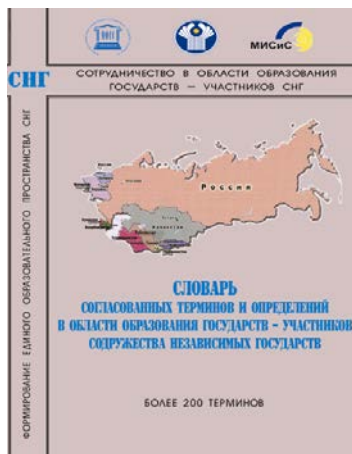 МИСиС
СНГ
СОТРУДНИЧЕСТВО В ОБЛАСТИ ОБРАЗОВАНИЯ
ГОСУДАРСТВ – УЧАСТНИКОВ СНГ
ФОРМИРОВАНИЕ ЕДИНОГО ОБРАЗОВАТЕЛЬНОГО ПРОСТРАНСТВА СНГ
Россия
Казахстан
СЛОВАРЬ
СОГЛАСОВАННЫХ ТЕРМИНОВ И ОПРЕДЕЛЕНИЙ
В ОБЛАСТИ ОБРАЗОВАНИЯ ГОСУДАРСТВ – УЧАСТНИКОВ
СОДРУЖЕСТВА НЕЗАВИСИМЫХ ГОСУДАРСТВ
БОЛЕЕ 200 ТЕРМИНОВ